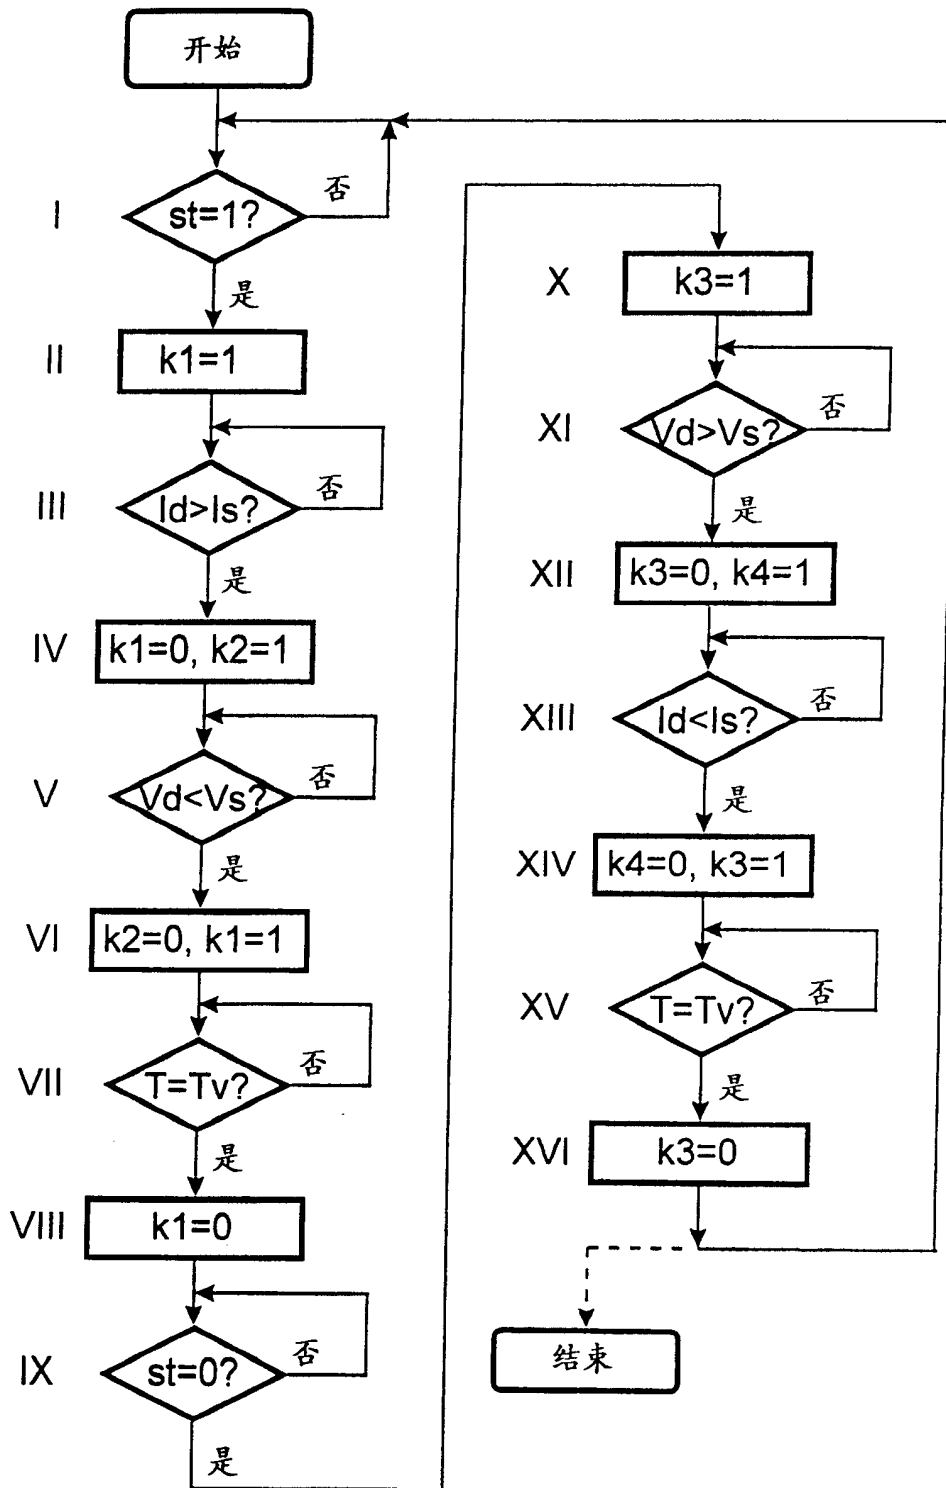 开始
I
st=1?
否
是
II
k1=1
III
Id>Is?
否
是
IV
k1=0, k2=1
V
Vd<Vs?
否
是
VI
k2=0, k1=1
VII
T=Tv?
否
是
VIII
k1=0
IX
st=0?
否
是
X
k3=1
XI
Vd>Vs?
否
是
XII
k3=0, k4=1
XIII
Id<Is?
否
是
XIV
k4=0, k3=1
XV
T=Tv?
否
是
XVI
k3=0
结束